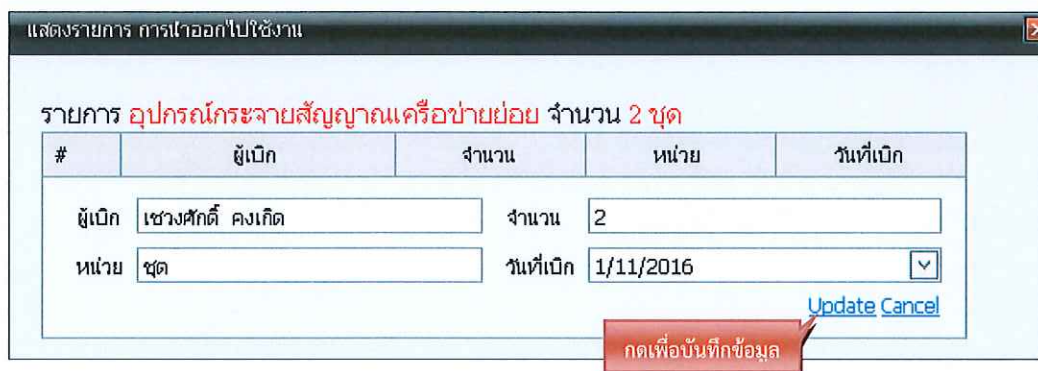 แสดงรายการ การนำออกไปใช้งาน
รายการ อุปกรณ์กระจายสัญญาณเครือข่ายย่อย จำนวน 2 ชุด
# ผู้เบิก จำนวน หน่วย วันที่เบิก
ผู้เบิก เชวงศักดิ์ คงเกิด จำนวน 2
หน่วย ชุด วันที่เบิก 1/11/2016
Update Cancel
กดเพื่อบันทึกข้อมูล